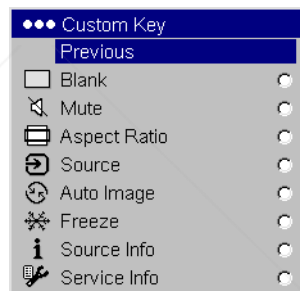 Custom Key
Previous
Blank
Mute
Aspect Ratio
Source
Auto Image
Freeze
Source Info
Service Info